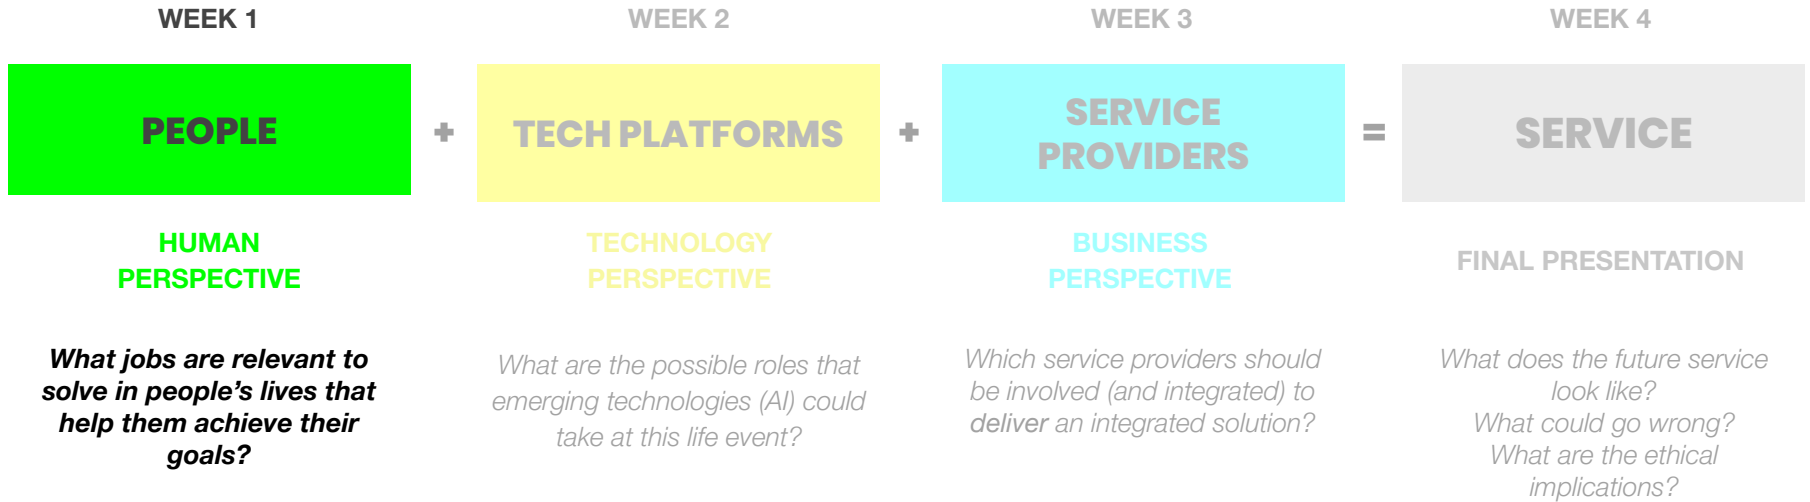 WEEK 1
PEOPLE
HUMAN
PERSPECTIVE
What jobs are relevant to
solve in people's lives that
help them achieve their
goals?
+
WEEK 2
TECH PLATFORMS
TECHNOLOGY
PERSPECTIVE
What are the possible roles that
emerging technologies (AI) could
take at this life event?
+
WEEK 3
SERVICE
PROVIDERS
BUSINESS
PERSPECTIVE
Which service providers should
be involved (and integrated) to
deliver an integrated solution?
=
WEEK 4
SERVICE
FINAL PRESENTATION
What does the future service
look like?
What could go wrong?
What are the ethical
implications?